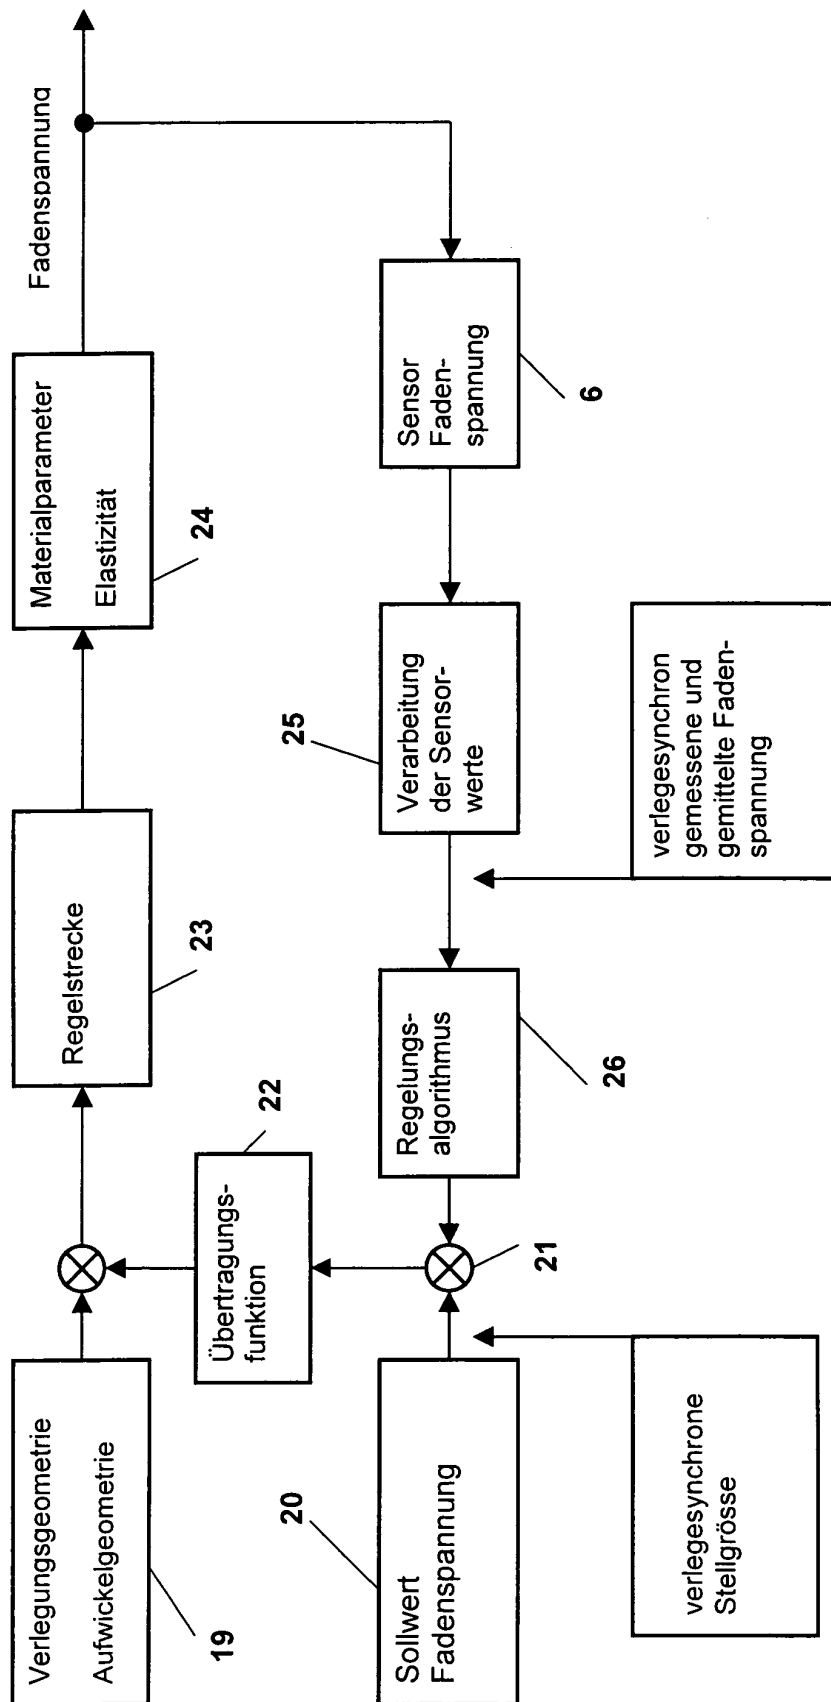 Verlegungsgeometrie
Aufwickelgeometrie
19
Regelstrecke
23
Materialparameter
Elastizität
24
Fadenspannung
Übertragungs-
funktion
22
Sollwert
Fadenspannung
20
21
Regelungs-
algorithmus
26
Verarbeitung
der Sensor-
werte
25
Sensor
Faden-
spannung
6
verlegesynchrone
Stellgrösse
verlegesynchron
gemessene und
gemittelte Faden-
spannung